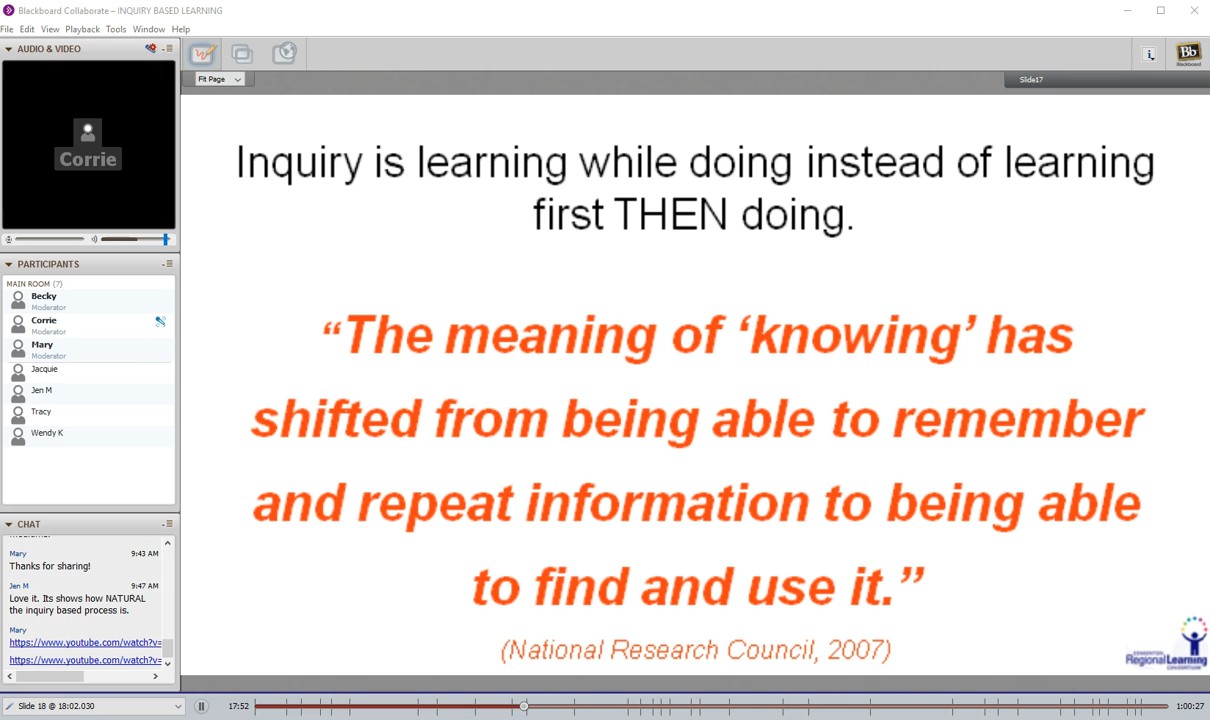 Blackboard Collaborate – INQUIRY BASED LEARNING
File Edit View Playback Tools Window Help
AUDIO & VIDEO
Corrie
Fit Page
Slide17
Bb
Blackboard
Inquiry is learning while doing instead of learning
first THEN doing.
“The meaning of ‘knowing’ has
shifted from being able to remember
and repeat information to being able
to find and use it.”
(National Research Council, 2007)
Regional Learning
PARTICIPANTS
MAIN ROOM (7)
Becky
Moderator
Corrie
Moderator
Mary
Moderator
Jacquie
Jen M
Tracy
Wendy K
CHAT
Mary 9:43 AM
Thanks for sharing!
Jen M 9:47 AM
Love it. Its shows how NATURAL
the inquiry based process is.
Mary
https://www.youtube.com/watch?v=
https://www.youtube.com/watch?v=
Slide 18 @ 18:02.030
17:52
1:00:27